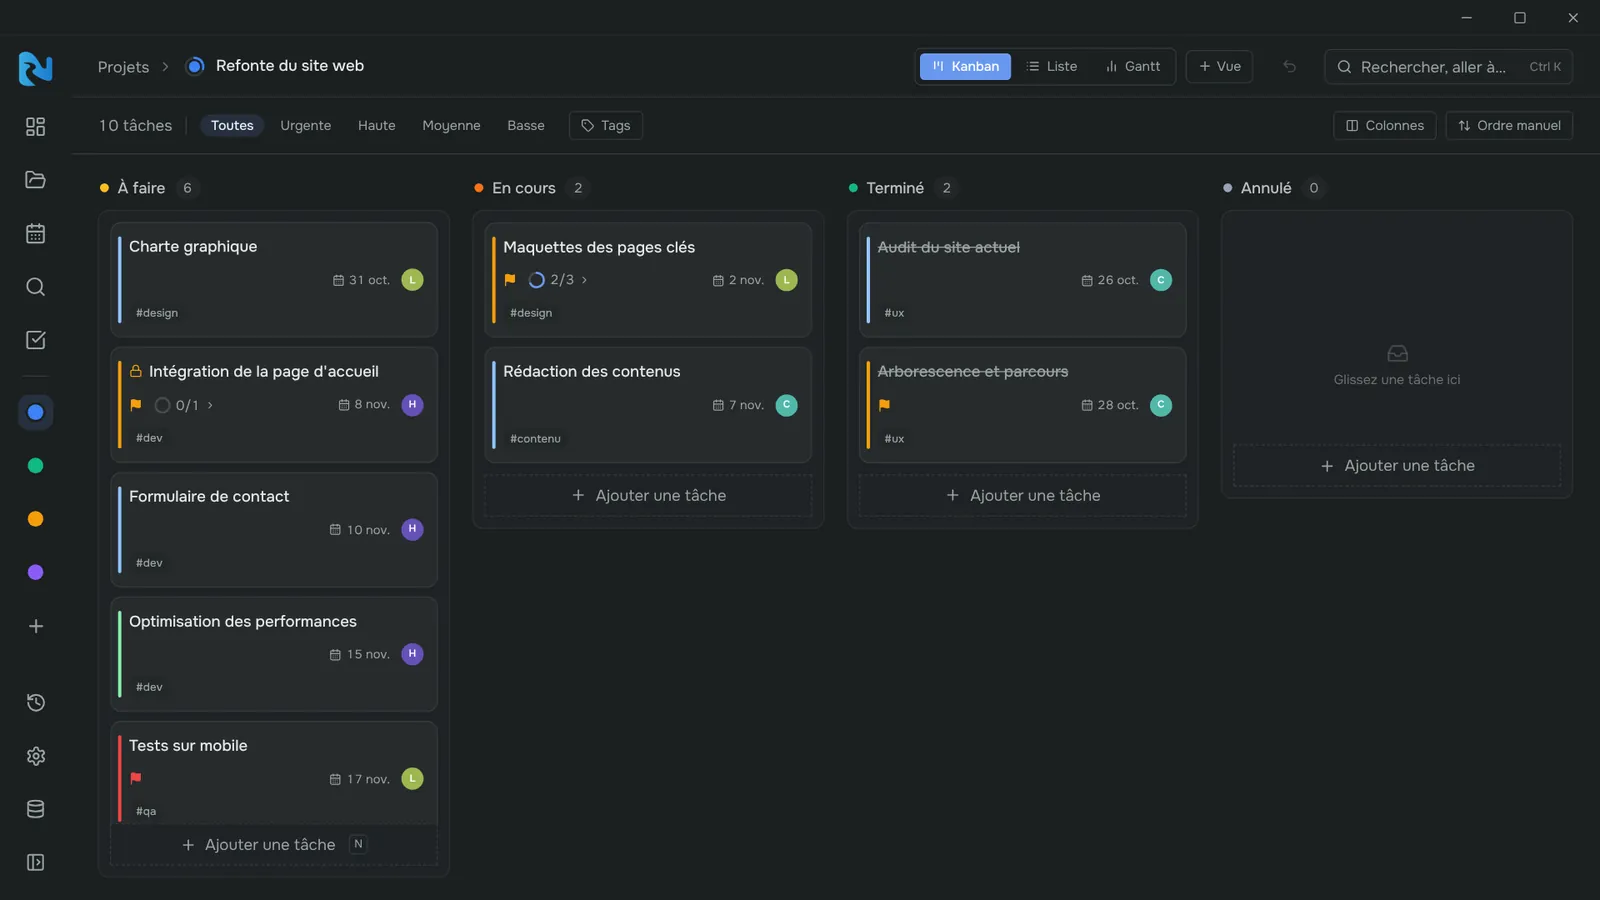 Projets
Refonte du site web
Kanban
Liste
Gantt
Vue
Rechercher, aller à...
Ctrl K
10 tâches
Toutes
Urgente
Haute
Moyenne
Basse
Tags
Colonnes
Ordre manuel
À faire 6
Charte graphique
31 oct. L
#design
Intégration de la page d'accueil
0/1
8 nov. H
#dev
Formulaire de contact
10 nov. H
#dev
Optimisation des performances
15 nov. H
#dev
Tests sur mobile
17 nov. L
#qa
Ajouter une tâche N
En cours 2
Maquettes des pages clés
2/3
2 nov. L
#design
Rédaction des contenus
7 nov. C
#contenu
Ajouter une tâche
Terminé 2
Audit du site actuel
26 oct. C
#ux
Arborescence et parcours
28 oct. C
#ux
Ajouter une tâche
Annulé 0
Glissez une tâche ici
Ajouter une tâche